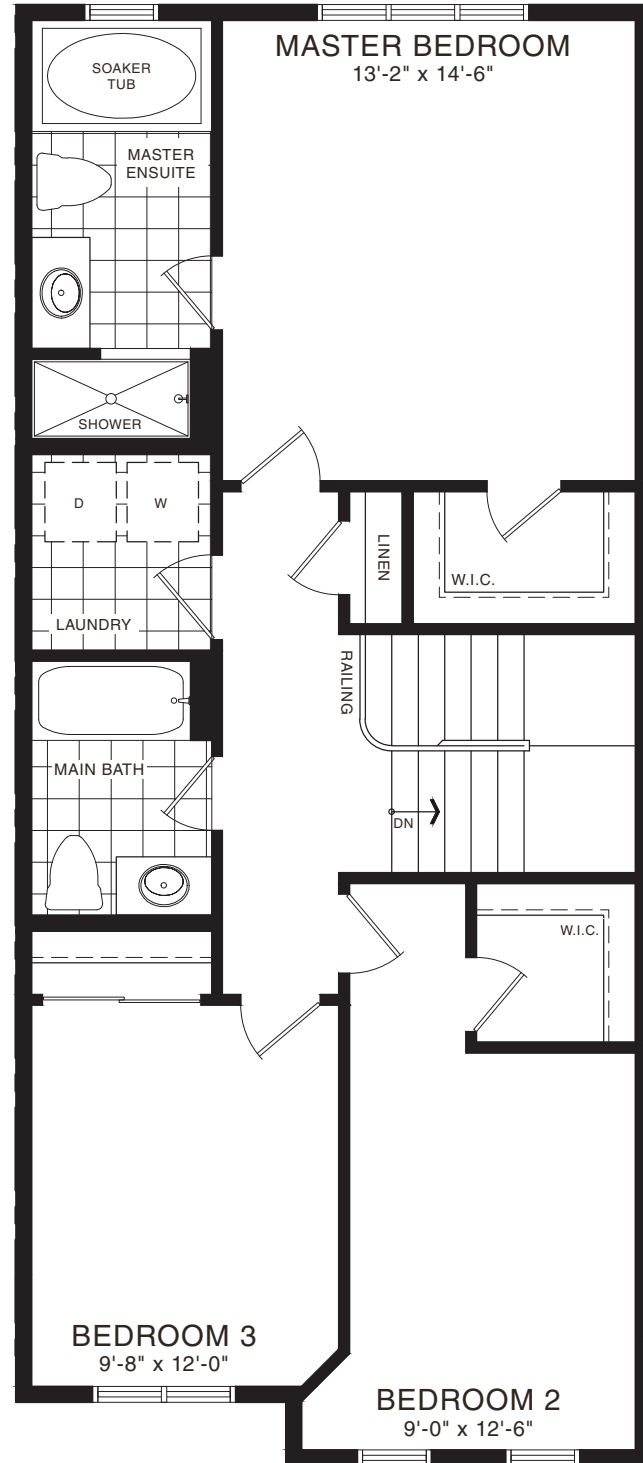 MASTER BEDROOM
13'-2" x 14'-6"
SOAKER
TUB
MASTER
ENSUITE
SHOWER
D
W
LAUNDRY
LINEN
W.I.C.
RAILING
MAIN BATH
DN
W.I.C.
BEDROOM 3
9'-8" x 12'-0"
BEDROOM 2
9'-0" x 12'-6"